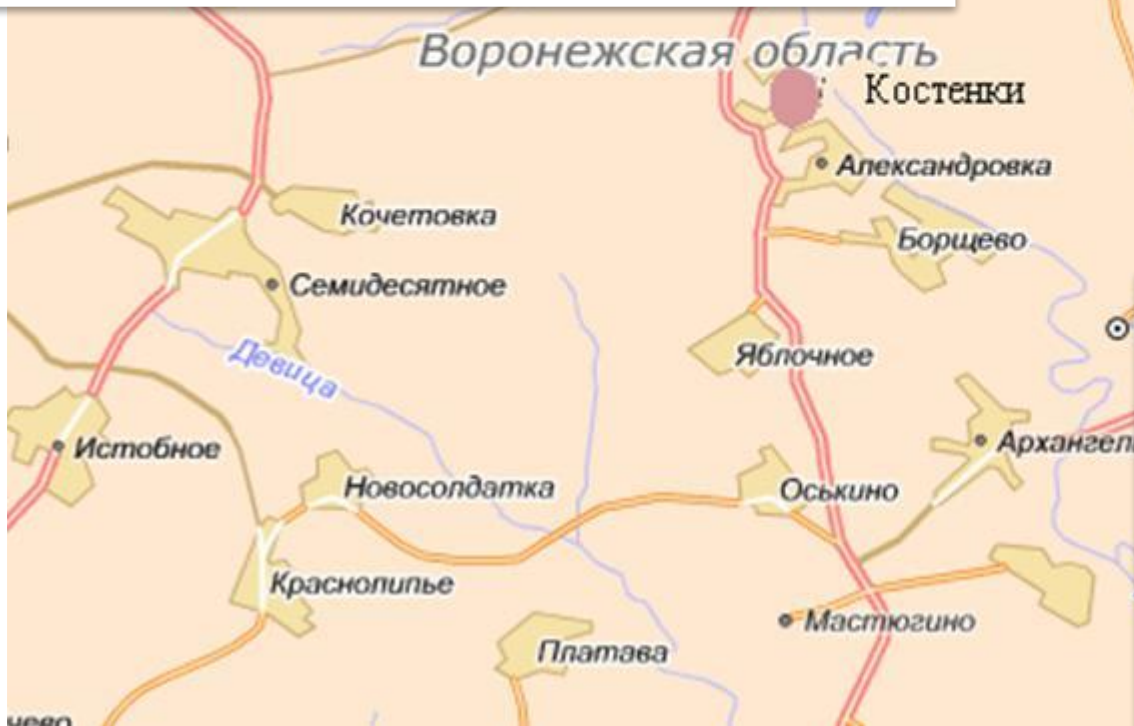 Воронежская область
Костенки
Александровка
Кочетовка
Борщево
Семидесятное
Девица
Яблочное
Истобное
Архангел
Новосолдатка
Оськино
Краснолипье
Мастюгино
Платава